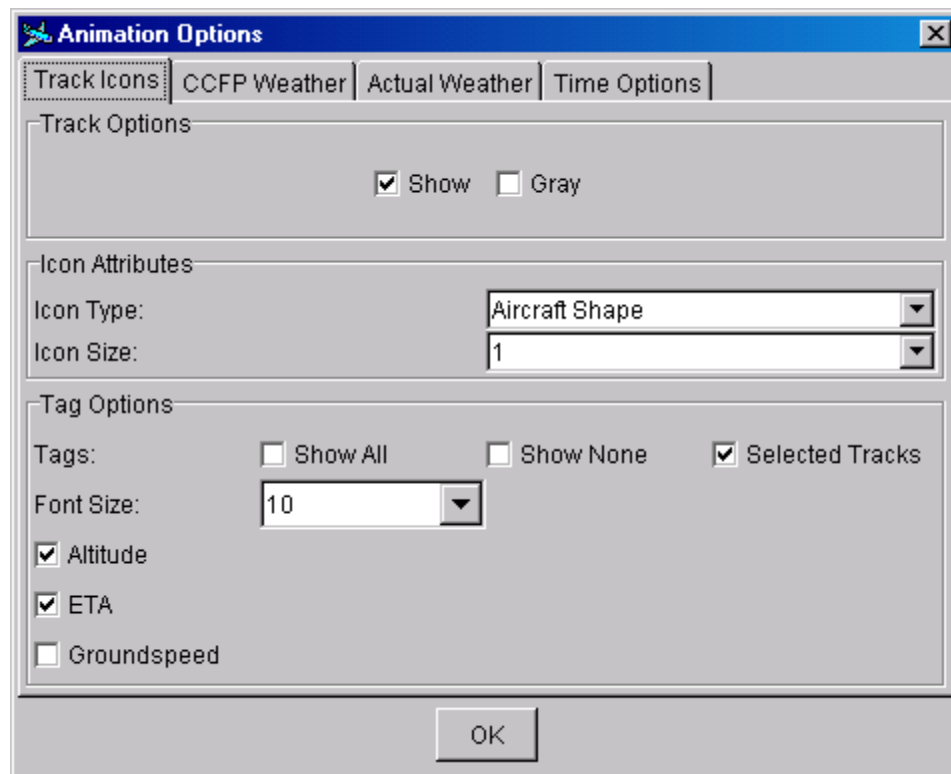 Animation Options
Track Icons CCFP Weather Actual Weather Time Options
Track Options
Show Gray
Icon Attributes
Icon Type: Aircraft Shape
Icon Size: 1
Tag Options
Tags: Show All Show None Selected Tracks
Font Size: 10
Altitude
ETA
Groundspeed
OK